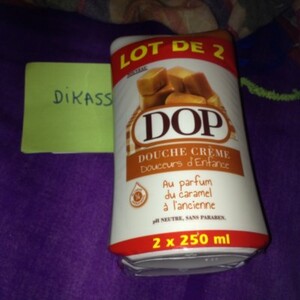 LOT DE 2
DiKASS
DOP
DOUCHE CRÈME
Douceurs d'Enfance
Au parfum
du caramel
à l'ancienne
pH NEUTRE, SANS PARABEN.
2 x 250 ml